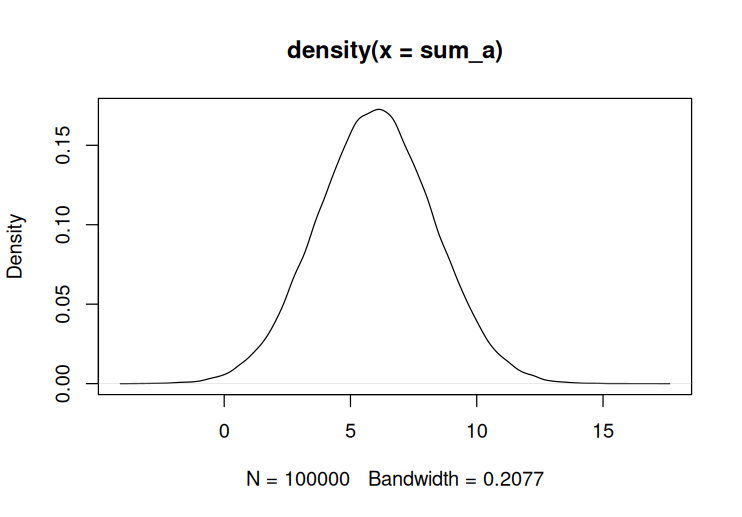 density(x = sum_a)
Density
0.15
0.10
0.05
0.00
0 5 10 15
N = 100000 Bandwidth = 0.2077